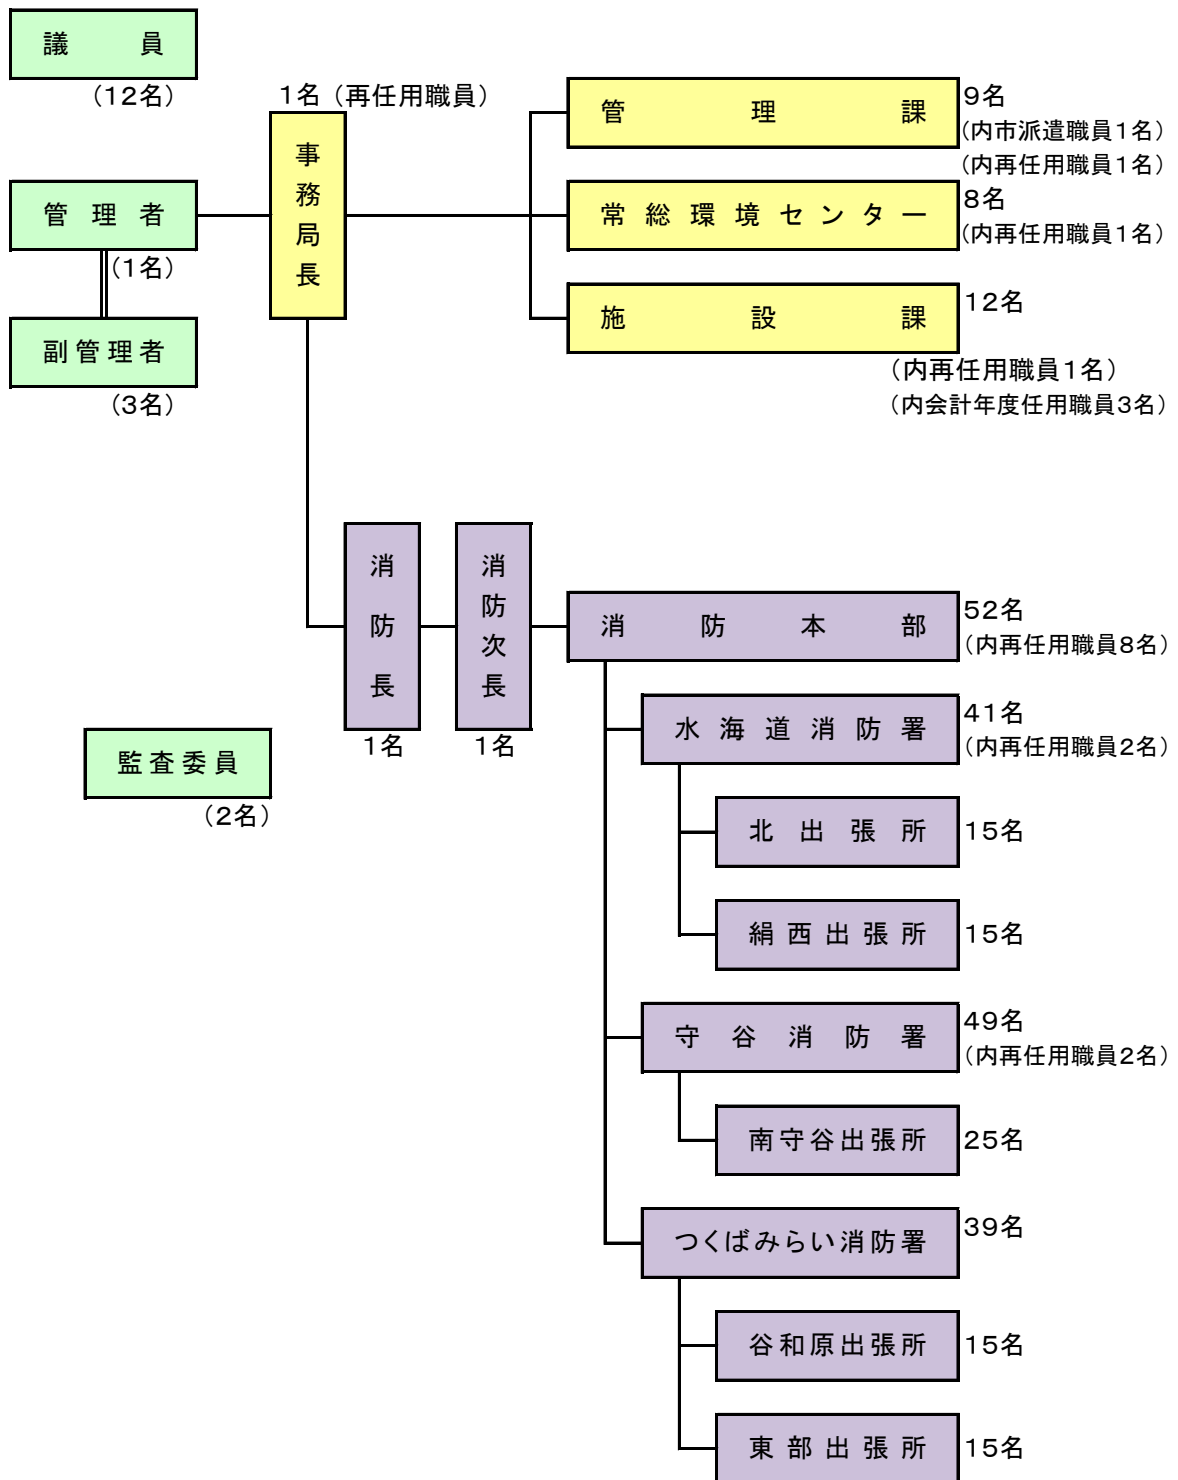 議員
（12名）
管理者
（1名）
副管理者
（3名）
1名（再任用職員）
事務局長
管理課
9名
（内市派遣職員1名）
（内再任用職員1名）
常総環境センター
8名
（内再任用職員1名）
施設課
12名
（内再任用職員1名）
（内会計年度任用職員3名）
消防長
1名
消防次長
1名
監査委員
（2名）
消防本部
52名
（内再任用職員8名）
水海道消防署
41名
（内再任用職員2名）
北出張所
15名
絹西出張所
15名
守谷消防署
49名
（内再任用職員2名）
南守谷出張所
25名
つくばみらい消防署
39名
谷和原出張所
15名
東部出張所
15名